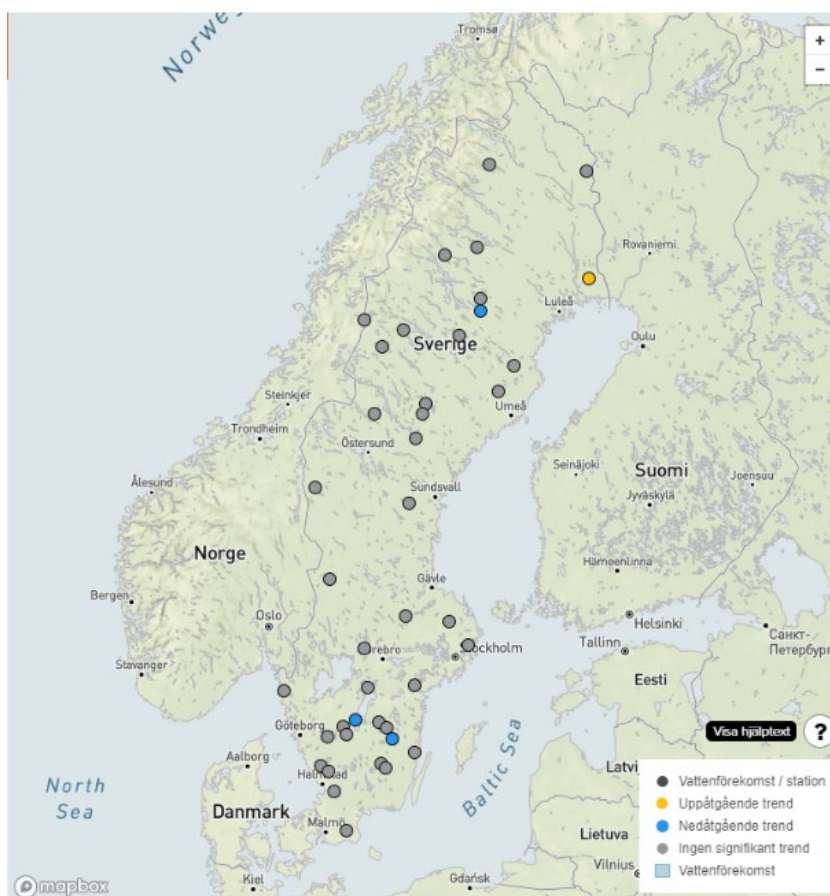 Norweg
Tromsø
+
−
Rovaniemi
Luleå
Sverige
Oulu
Steinkjer
Umeå
Trondheim
Östersund
Seinäjoki
Suomi
Joensuu
Ålesund
Sundsvall
Jyväskylä
Norge
Hämeenlinna
Gävle
Bergen
Oslo
Helsinki
Санкт-
Петербург
Tallinn
Stockholm
Örebro
Stavanger
Eesti
Göteborg
Visa hjälptext
?
Aalborg
Baltic Sea
North
Sea
Halmstad
Latvi
Danmark
Malmö
Lietuva
Kiel
Gdańsk
Vilnius
Vattenförekomst / station
Uppåtgående trend
Nedåtgående trend
Ingen signifikant trend
Vattenförekomst
mapbox